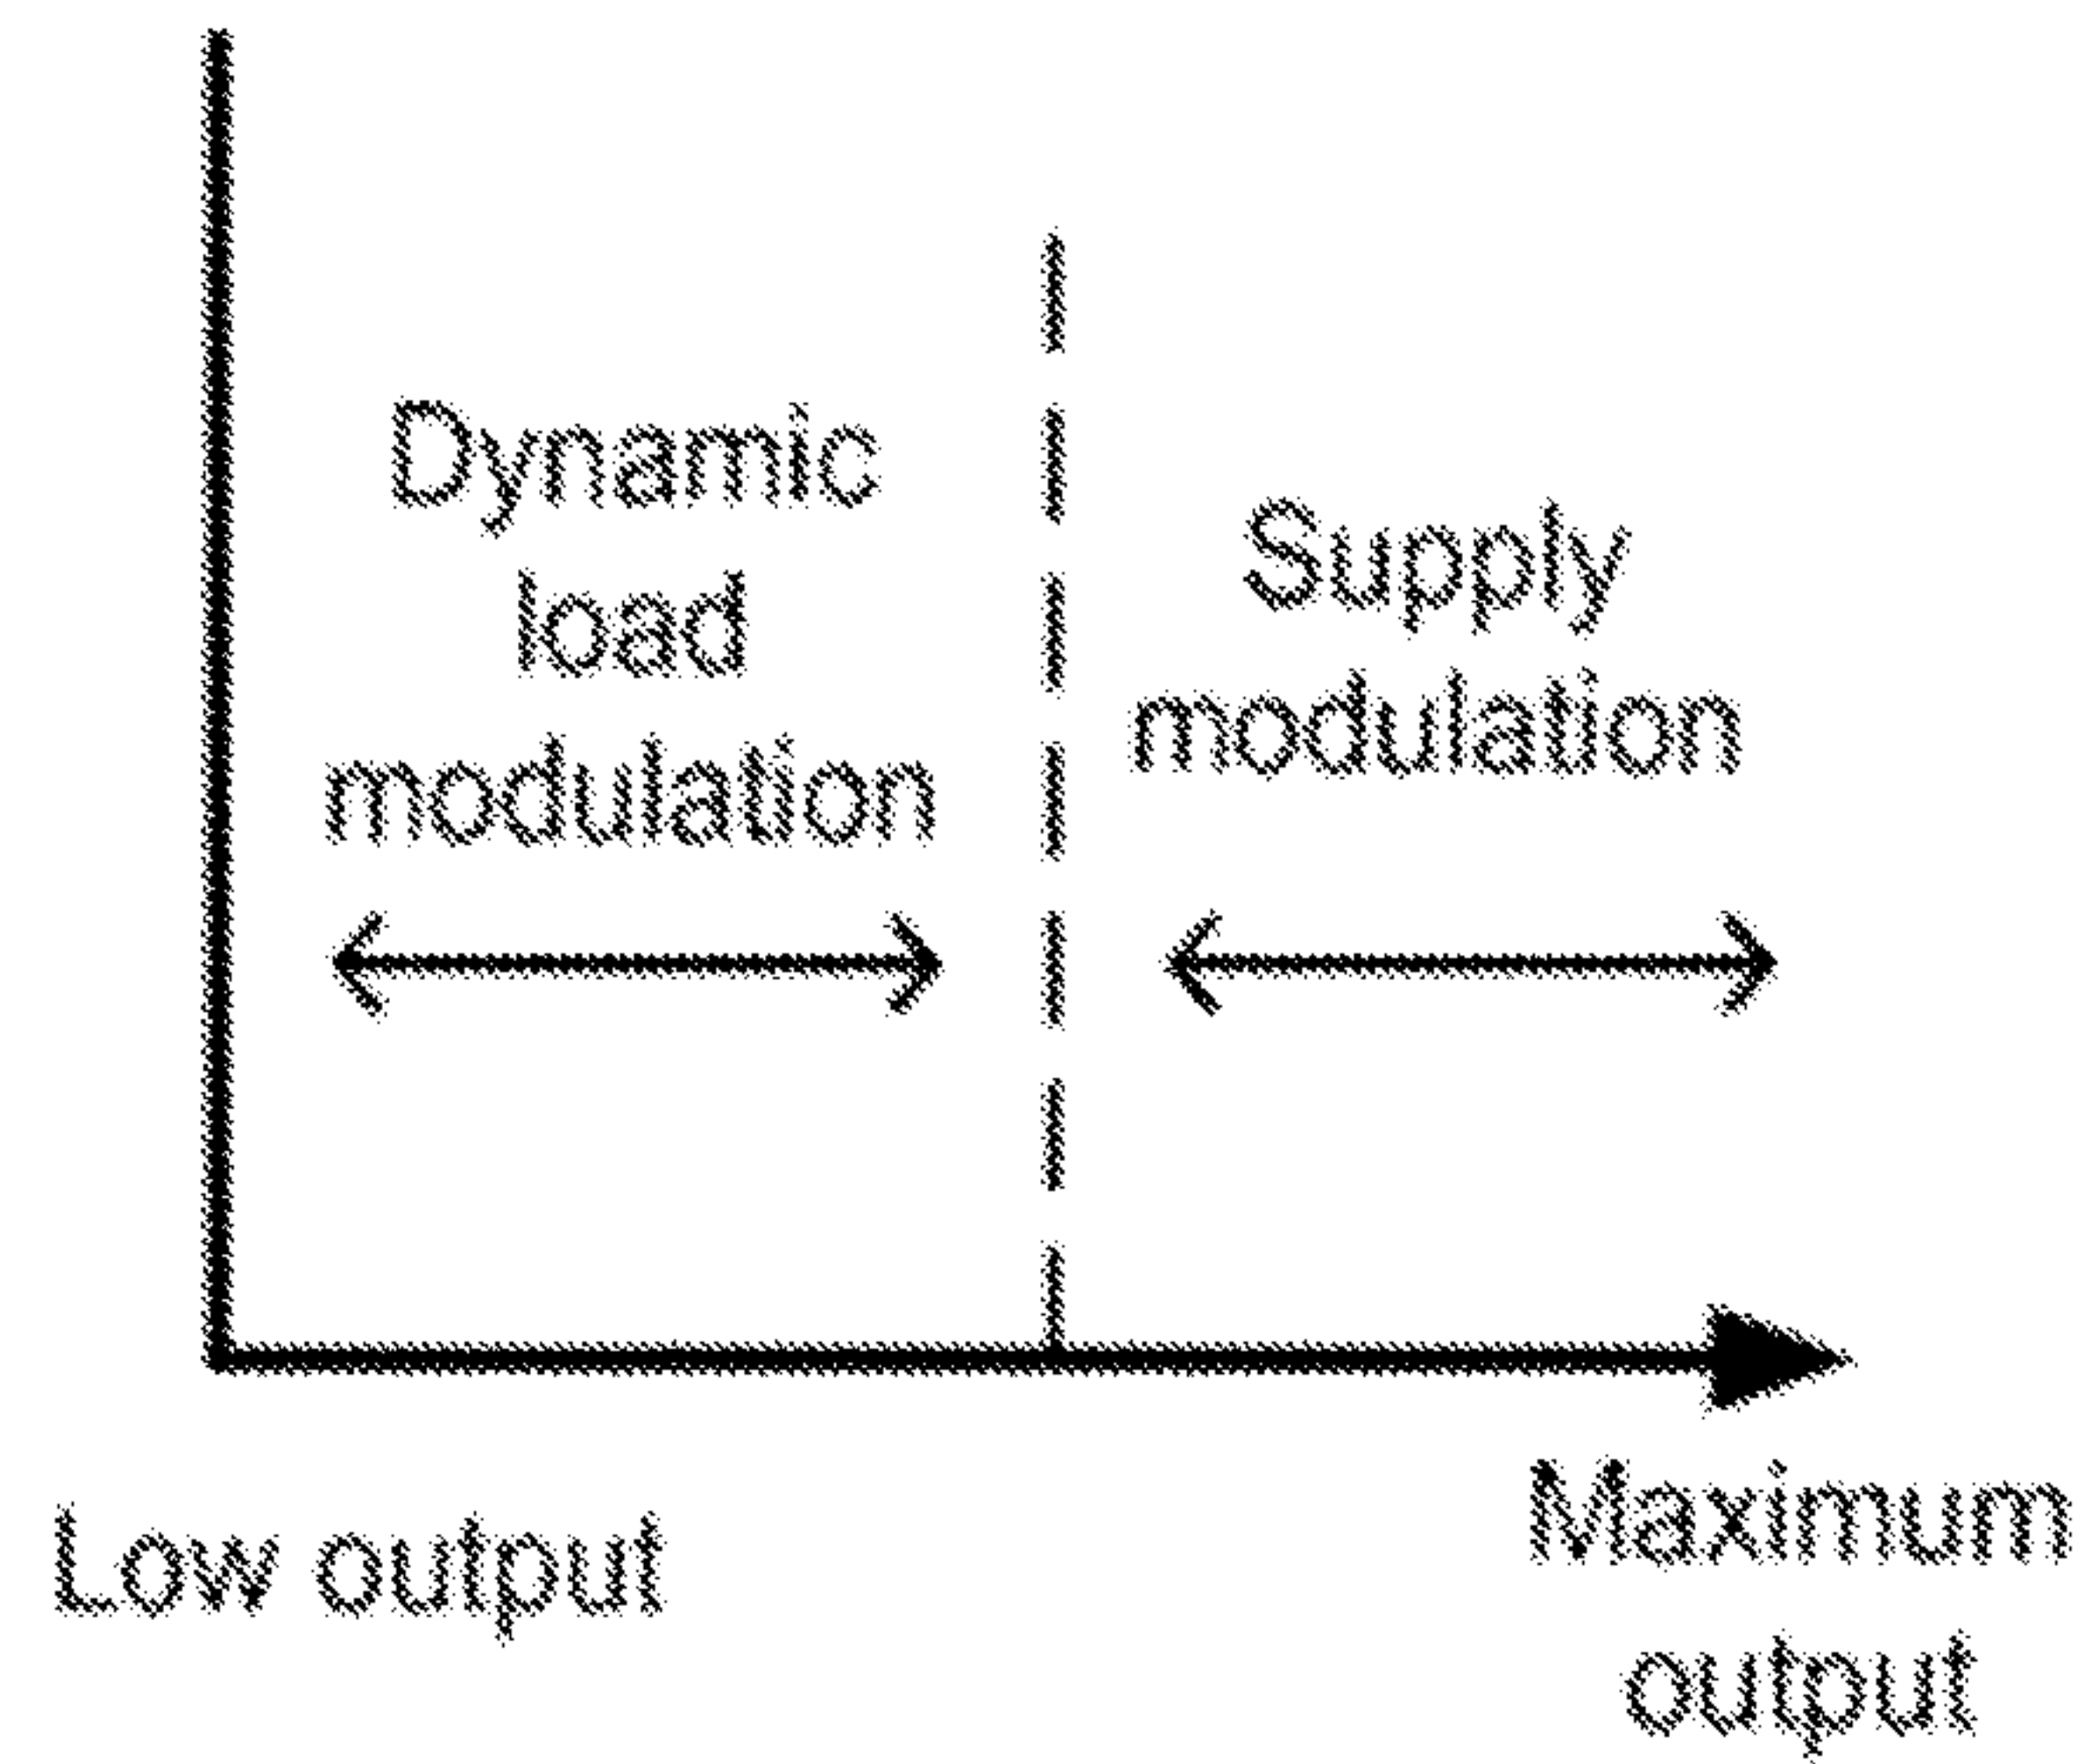 Dynamic
load
modulation
Supply
modulation
Low output
Maximum
output